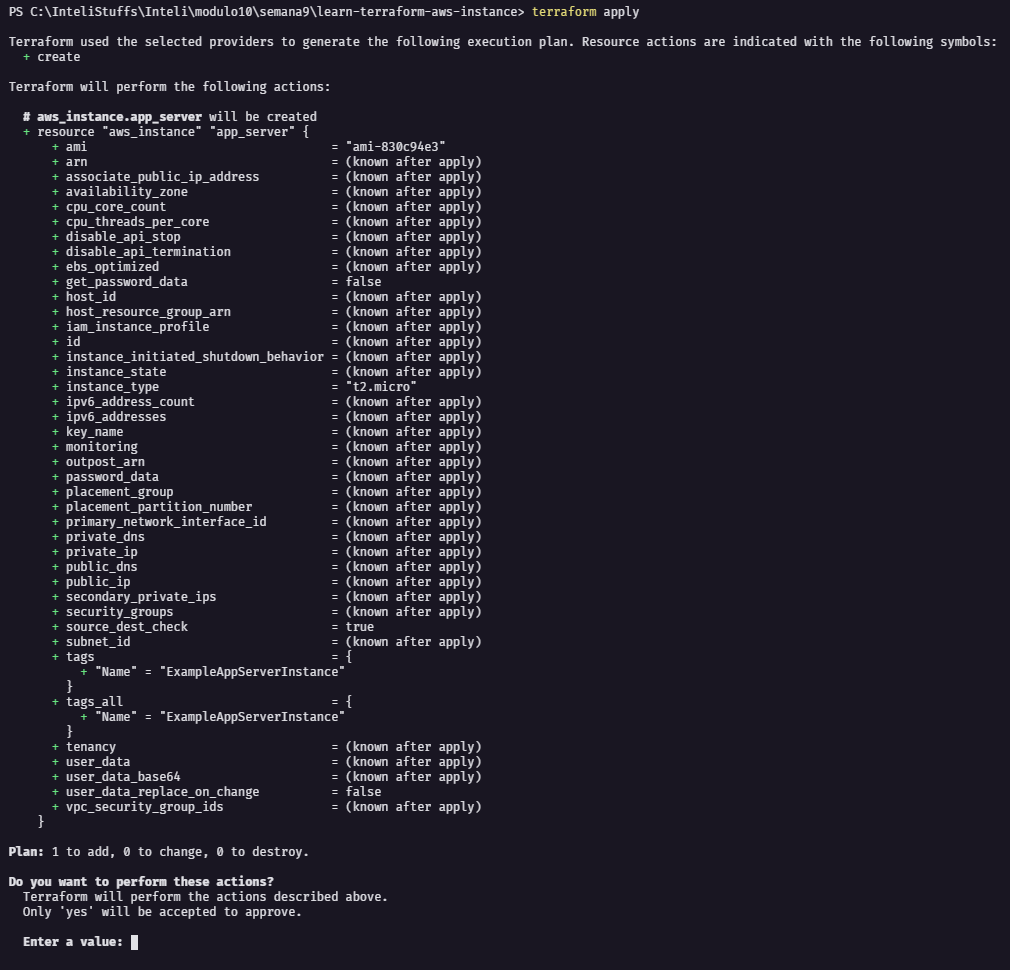 PS C:\InteliStuffs\Inteli\modulo10\semana9\learn-terraform-aws-instance> terraform apply
Terraform used the selected providers to generate the following execution plan. Resource actions are indicated with the following symbols:
+ create
Terraform will perform the following actions:
# aws_instance.app_server will be created
+ resource "aws_instance" "app_server" {
+ ami = "ami-830c94e3"
+ arn = (known after apply)
+ associate_public_ip_address = (known after apply)
+ availability_zone = (known after apply)
+ cpu_core_count = (known after apply)
+ cpu_threads_per_core = (known after apply)
+ disable_api_stop = (known after apply)
+ disable_api_termination = (known after apply)
+ ebs_optimized = (known after apply)
+ get_password_data = false
+ host_id = (known after apply)
+ host_resource_group_arn = (known after apply)
+ iam_instance_profile = (known after apply)
+ id = (known after apply)
+ instance_initiated_shutdown_behavior = (known after apply)
+ instance_state = (known after apply)
+ instance_type = "t2.micro"
+ ipv6_address_count = (known after apply)
+ ipv6_addresses = (known after apply)
+ key_name = (known after apply)
+ monitoring = (known after apply)
+ outpost_arn = (known after apply)
+ password_data = (known after apply)
+ placement_group = (known after apply)
+ placement_partition_number = (known after apply)
+ primary_network_interface_id = (known after apply)
+ private_dns = (known after apply)
+ private_ip = (known after apply)
+ public_dns = (known after apply)
+ public_ip = (known after apply)
+ secondary_private_ips = (known after apply)
+ security_groups = (known after apply)
+ source_dest_check = true
+ subnet_id = (known after apply)
+ tags = {
+ "Name" = "ExampleAppServerInstance"
}
+ tags_all = {
+ "Name" = "ExampleAppServerInstance"
}
+ tenancy = (known after apply)
+ user_data = (known after apply)
+ user_data_base64 = (known after apply)
+ user_data_replace_on_change = false
+ vpc_security_group_ids = (known after apply)
}
Plan: 1 to add, 0 to change, 0 to destroy.
Do you want to perform these actions?
Terraform will perform the actions described above.
Only 'yes' will be accepted to approve.
Enter a value: